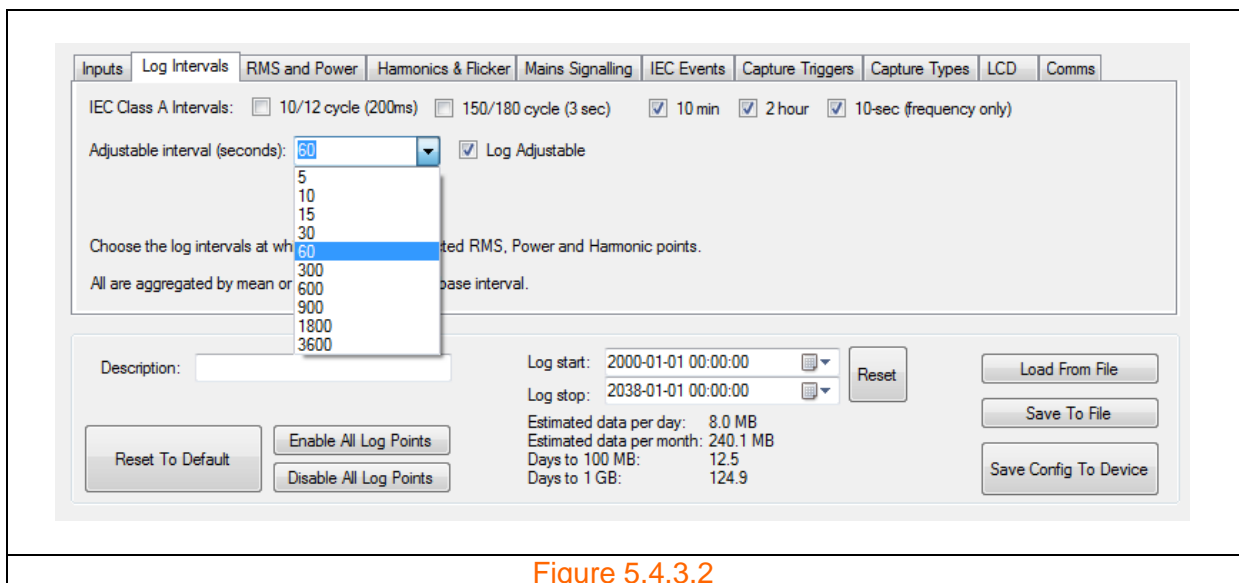 Inputs Log Intervals RMS and Power Harmonics & Flicker Mains Signalling IEC Events Capture Triggers Capture Types LCD Comms
IEC Class A Intervals: 10/12 cycle (200ms) 150/180 cycle (3 sec) 10 min 2 hour 10-sec (frequency only)
Adjustable interval (seconds): 60 Log Adjustable
5
10
15
30
Choose the log intervals at wh 60 ted RMS, Power and Harmonic points.
300
All are aggregated by mean or 600 base interval.
900
1800
3600
Description:
Log start: 2000-01-01 00:00:00
Log stop: 2038-01-01 00:00:00
Reset
Estimated data per day: 8.0 MB
Estimated data per month: 240.1 MB
Days to 100 MB: 12.5
Days to 1 GB: 124.9
Reset To Default
Enable All Log Points
Disable All Log Points
Load From File
Save To File
Save Config To Device
Figure 5.4.3.2